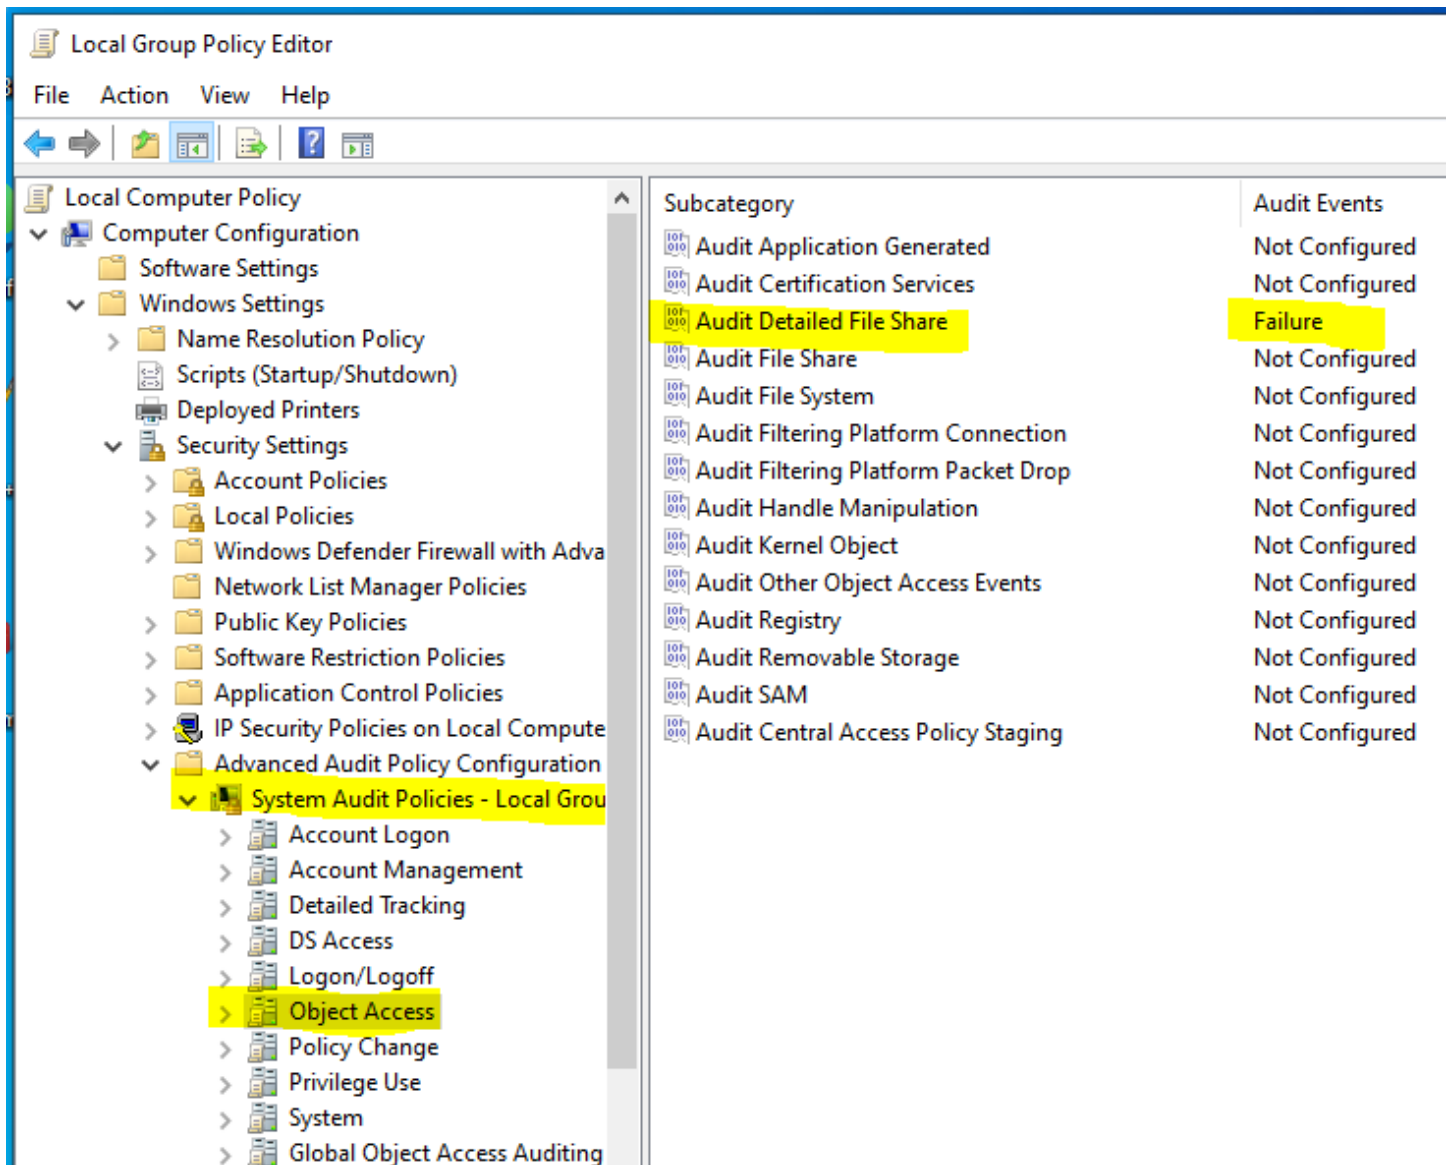 Local Group Policy Editor
File Action View Help
Local Computer Policy
Computer Configuration
Software Settings
Windows Settings
Name Resolution Policy
Scripts (Startup/Shutdown)
Deployed Printers
Security Settings
Account Policies
Local Policies
Windows Defender Firewall with Adva
Network List Manager Policies
Public Key Policies
Software Restriction Policies
Application Control Policies
IP Security Policies on Local Compute
Advanced Audit Policy Configuration
System Audit Policies - Local Grou
Account Logon
Account Management
Detailed Tracking
DS Access
Logon/Logoff
Object Access
Policy Change
Privilege Use
System
Global Object Access Auditing
Subcategory Audit Events
Audit Application Generated Not Configured
Audit Certification Services Not Configured
Audit Detailed File Share Failure
Audit File Share Not Configured
Audit File System Not Configured
Audit Filtering Platform Connection Not Configured
Audit Filtering Platform Packet Drop Not Configured
Audit Handle Manipulation Not Configured
Audit Kernel Object Not Configured
Audit Other Object Access Events Not Configured
Audit Registry Not Configured
Audit Removable Storage Not Configured
Audit SAM Not Configured
Audit Central Access Policy Staging Not Configured